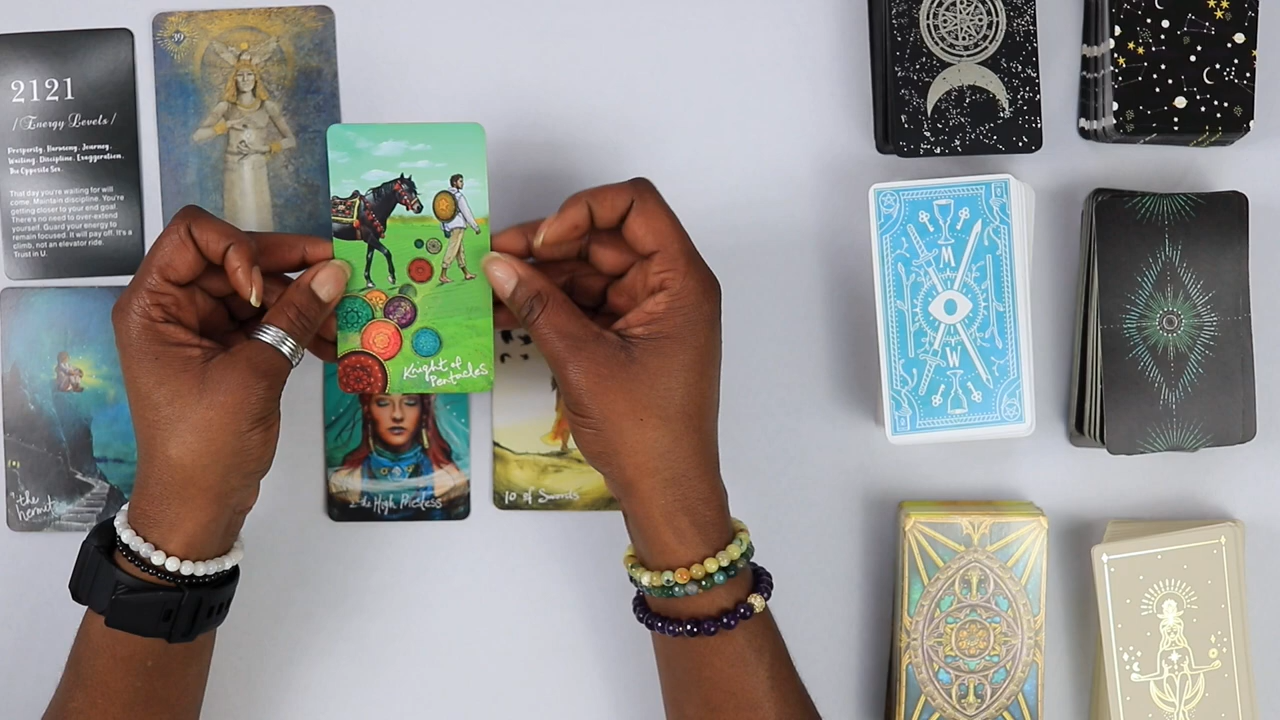 2121
/Energy Levels/
Prosperity, Harmony, Journey,
Waiting, Discipline, Exaggeration,
The Opposite Sex.
That day you're waiting for will
come. Maintain discipline. You're
getting closer to your end goal.
There's no need to over-extend
yourself. Guard your energy to
remain focused. It will pay off. It's a
climb, not an elevator ride.
Trust in U.
39
Knight of
Pentacles
the
hermit
the High Priestess
10 of Swords
M
W